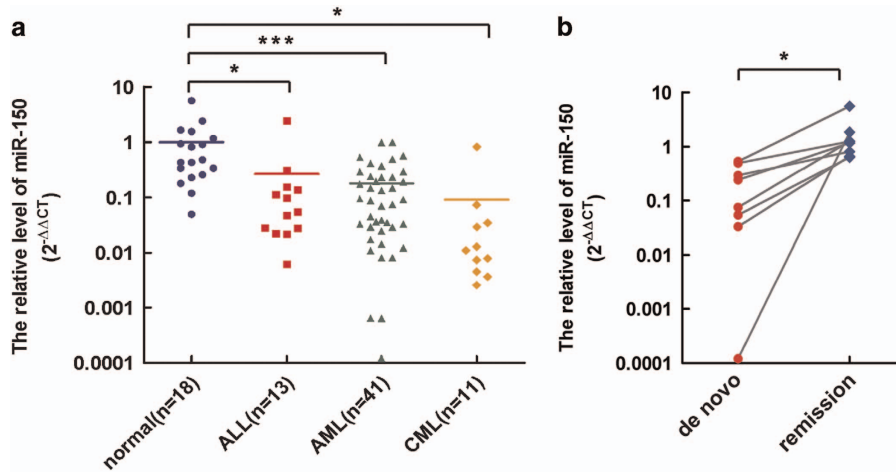 a
*
***
*
The relative level of miR-150
(2-ΔΔCT)
10
1
0.1
0.01
0.001
0.0001
normal(n=18)
ALL(n=13)
AML(n=41)
CML(n=11)
b
*
The relative level of miR-150
(2-ΔΔCT)
10
1
0.1
0.01
0.001
0.0001
de novo
remission